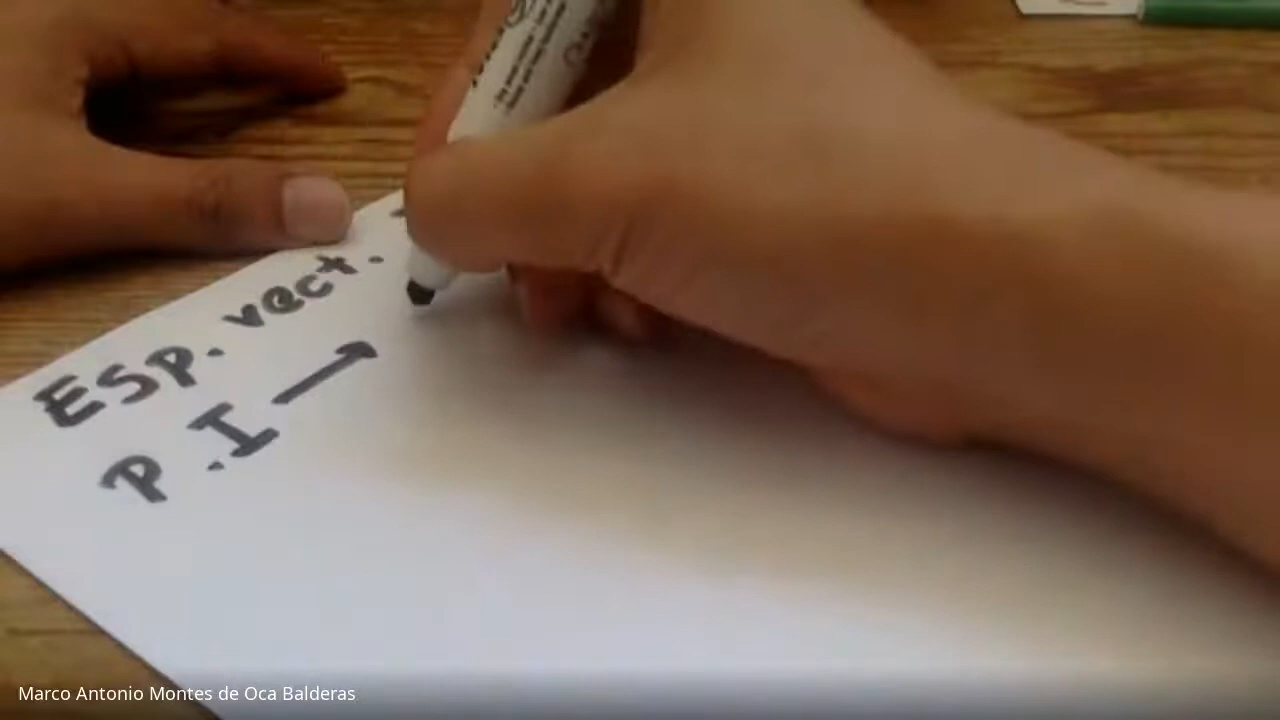 ESP. vect.
P.I →
Marco Antonio Montes de Oca Balderas